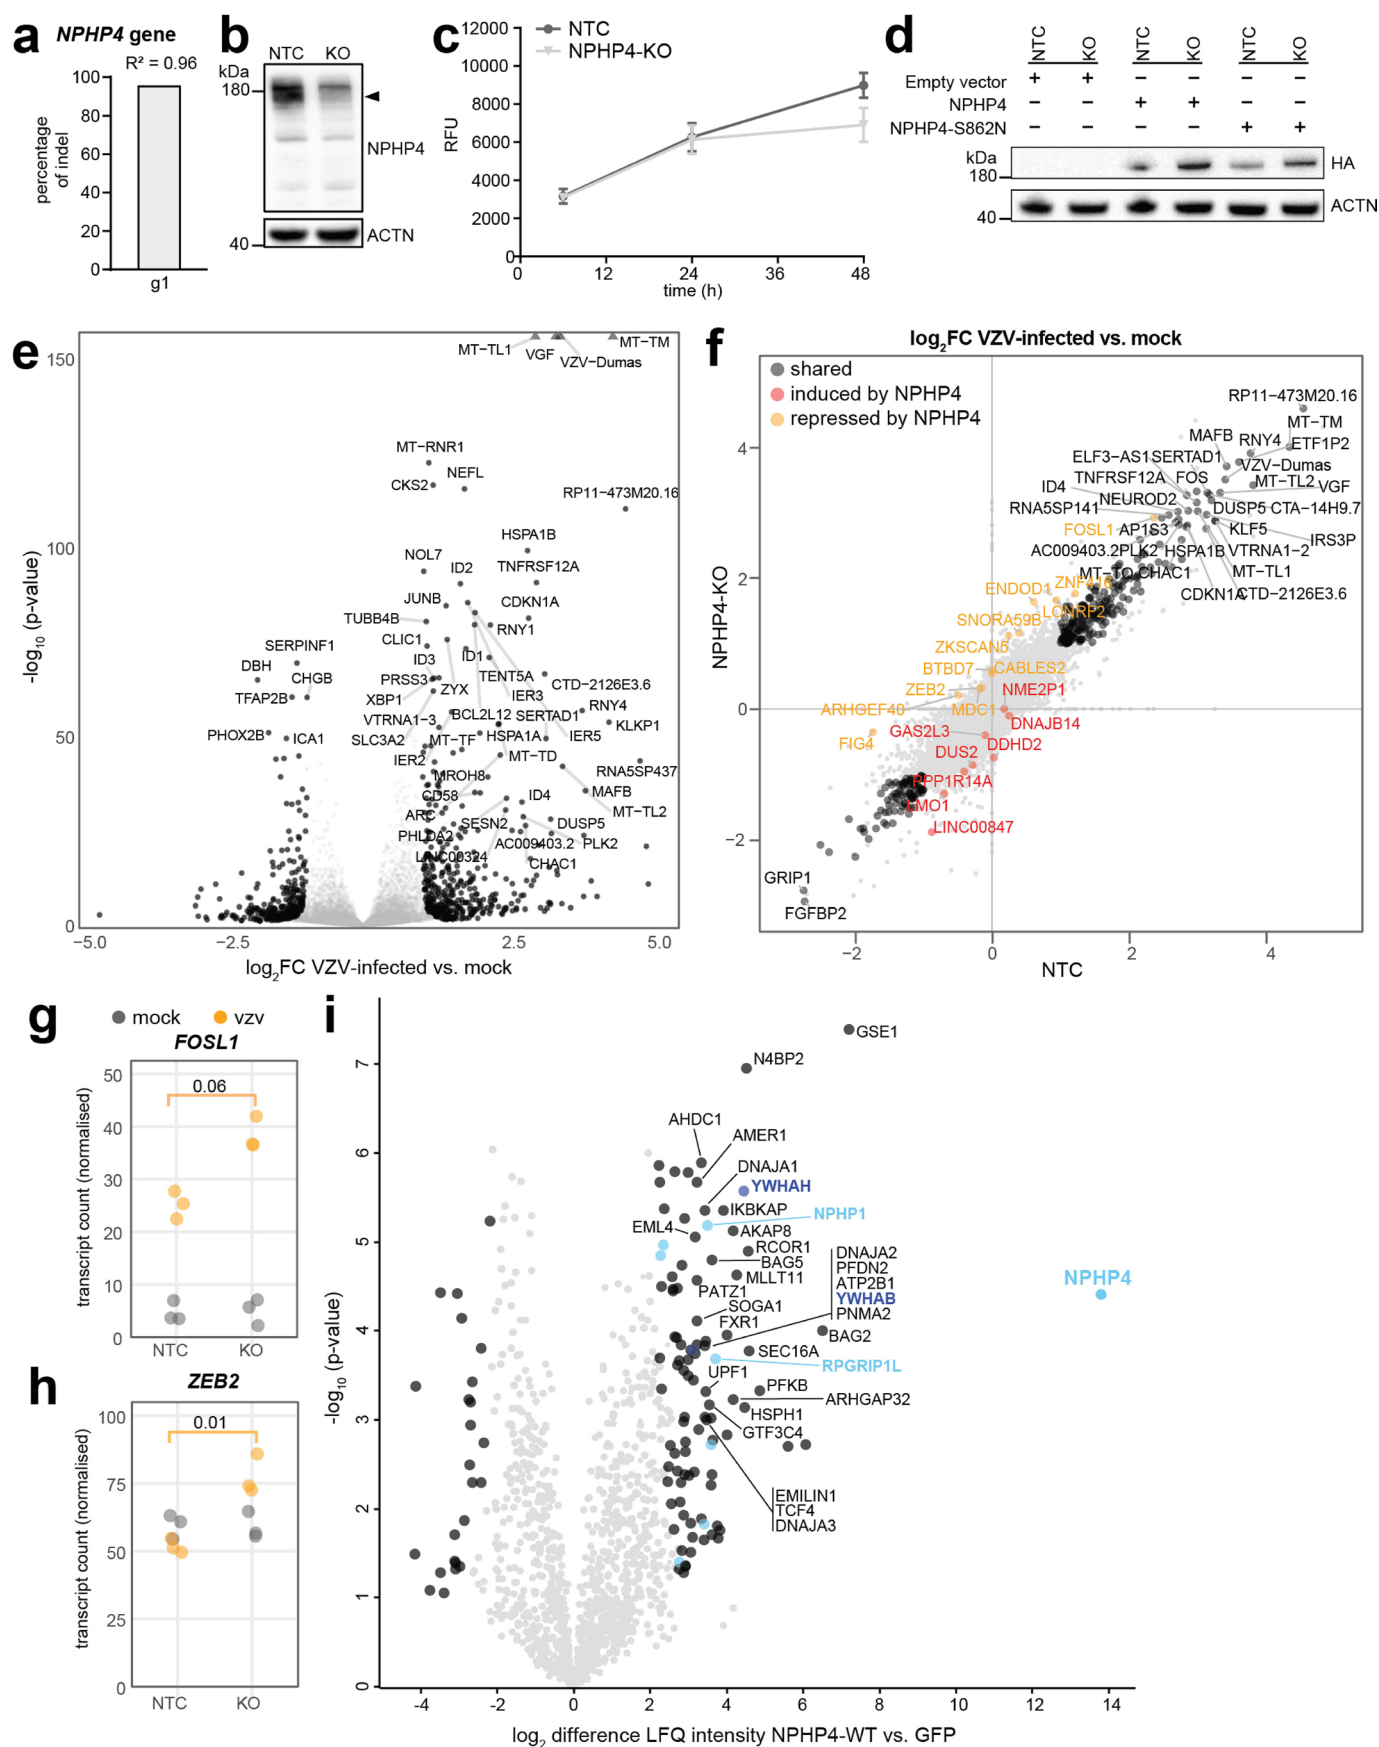 a
NPHP4 gene
R² = 0.96
100
80
60
40
20
0
percentage
of indel
g1
b
NTC KO
kDa
180
NPHP4
40
ACTN
c
12000
10000
8000
6000
4000
2000
0
RFU
NTC
NPHP4-KO
0 12 24 36 48
time (h)
d
NTC KO NTC KO NTC KO
Empty vector + + – – – –
NPHP4 – – + + – –
NPHP4-S862N – – – – + +
kDa
180
HA
40
ACTN
e
150
100
50
0
-log10 (p-value)
MT−TL1
VGF
VZV−Dumas
MT−TM
MT−RNR1
CKS2
NEFL
RP11−473M20.16
HSPA1B
NOL7
ID2
TNFRSF12A
JUNB
CDKN1A
TUBB4B
RNY1
CLIC1
SERPINF1
ID3
ID1
DBH
CHGB
PRSS3
TENT5A
CTD−2126E3.6
TFAP2B
XBP1
ZYX
IER3
RNY4
VTRNA1−3
BCL2L12
SERTAD1
KLKP1
PHOX2B
ICA1
SLC3A2
MT−TF
HSPA1A
IER5
IER2
MT−TD
MROH8
RNA5SP437
CD58
ID4
MAFB
ARC
MT−TL2
SESN2
DUSP5
PHLDA2
AC009403.2
PLK2
LINC00324
CHAC1
−5.0 −2.5 2.5 5.0
log2FC VZV-infected vs. mock
f
log2FC VZV-infected vs. mock
shared
induced by NPHP4
repressed by NPHP4
4
2
0
−2
NPHP4-KO
RP11−473M20.16
MT−TM
MAFB
RNY4
ETF1P2
ELF3−AS1
SERTAD1
VZV−Dumas
TNFRSF12A
FOS
MT−TL2
ID4
VGF
NEUROD2
RNA5SP141
DUSP5
CTA−14H9.7
FOSL1
AP1S3
KLF5
IRS3P
AC009403.2
PLK2
HSPA1B
VTRNA1−2
MT−TQ
CHAC1
MT−TL1
CDKN1A
CTD−2126E3.6
ENDOD1
LONRF2
SNORA59B
ZKSCAN5
BTBD7
CABLES2
ZEB2
NME2P1
ARHGEF40
MDC1
DNAJB14
GAS2L3
FIG4
DDHD2
DUS2
PPP1R14A
LMO1
LINC00847
GRIP1
FGFBP2
−2 0 2 4
NTC
g
mock
vzv
FOSL1
0.06
50
40
30
20
10
0
transcript count (normalised)
NTC KO
h
ZEB2
0.01
100
75
50
25
0
transcript count (normalised)
NTC KO
i
7
6
5
4
3
2
1
0
-log10 (p-value)
GSE1
N4BP2
AHDC1
AMER1
DNAJA1
YWHAH
IKBKAP
NPHP1
EML4
AKAP8
RCOR1
BAG5
MLLT11
PATZ1
SOGA1
FXR1
DNAJA2
PFDN2
ATP2B1
YWHAB
PNMA2
NPHP4
BAG2
SEC16A
RPGRIP1L
UPF1
PFKB
ARHGAP32
HSPH1
GTF3C4
EMILIN1
TCF4
DNAJA3
-4 -2 0 2 4 6 8 10 12 14
log2 difference LFQ intensity NPHP4-WT vs. GFP